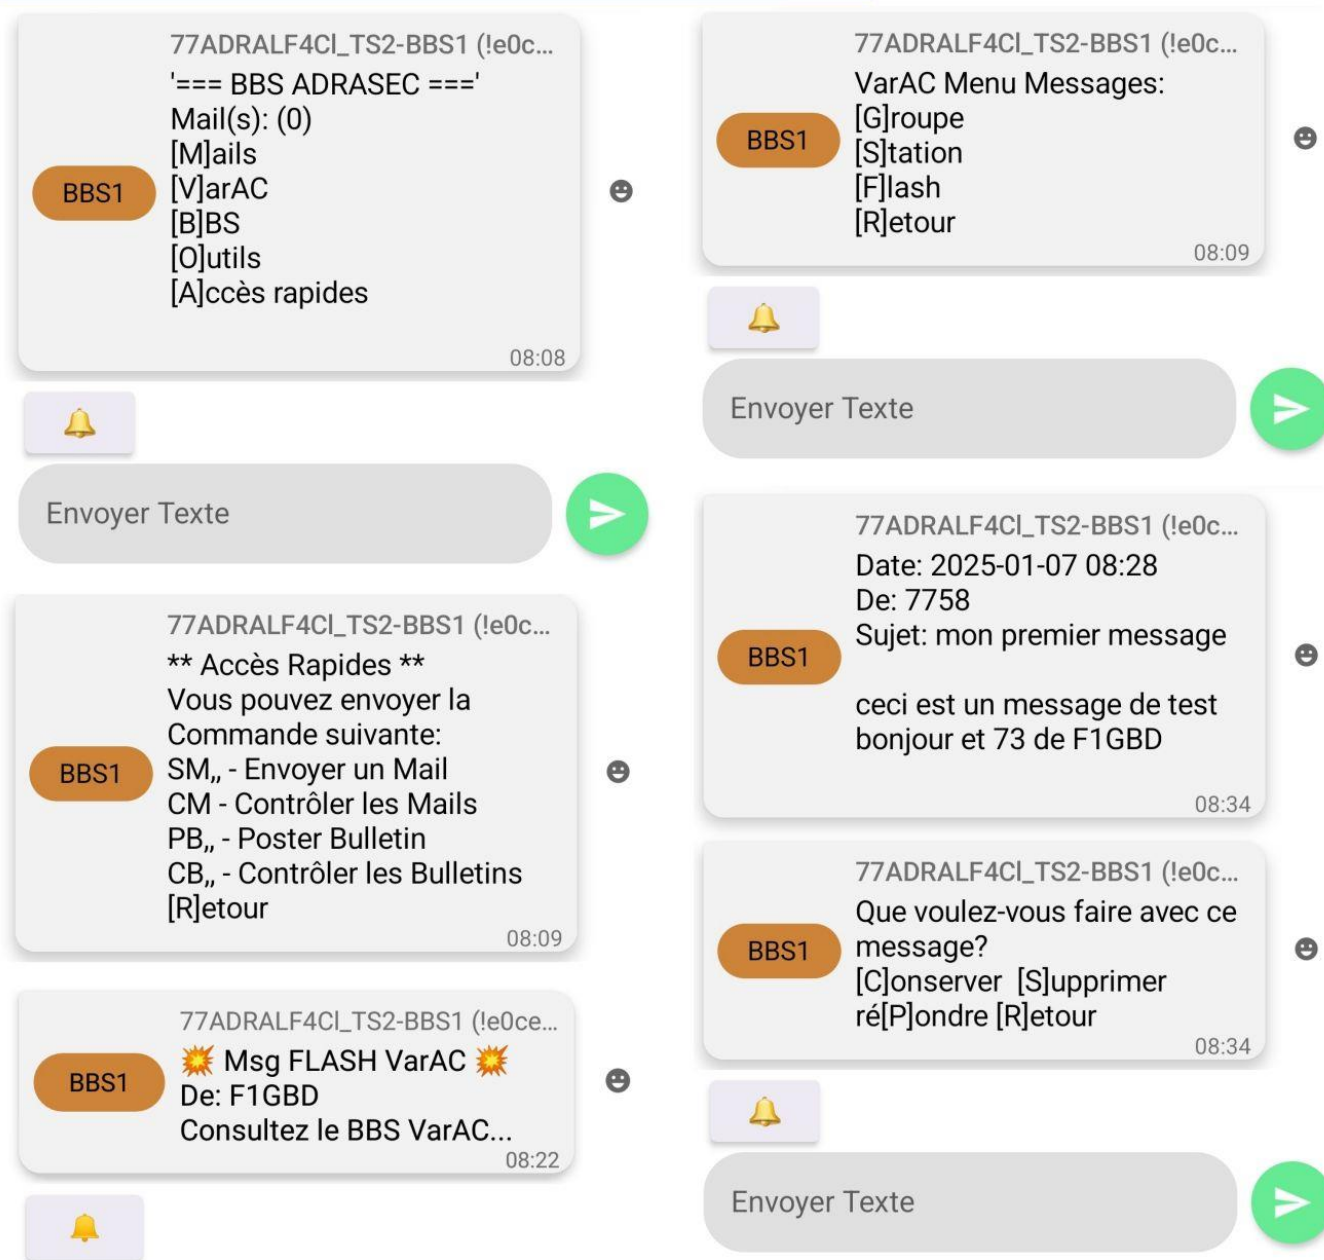 77ADRALF4Cl_TS2-BBS1 (!e0c...
'=== BBS ADRASEC ==='
Mail(s): (0)
[M]ails
BBS1
[V]arAC
[B]BS
[O]utils
[A]ccès rapides
08:08
Envoyer Texte
77ADRALF4Cl_TS2-BBS1 (!e0c...
** Accès Rapides **
Vous pouvez envoyer la
Commande suivante:
BBS1
SM,, - Envoyer un Mail
CM - Contrôler les Mails
PB,, - Poster Bulletin
CB,, - Contrôler les Bulletins
[R]etour
08:09
77ADRALF4Cl_TS2-BBS1 (!e0ce...
💥 Msg FLASH VarAC 💥
BBS1
De: F1GBD
Consultez le BBS VarAC...
08:22
77ADRALF4Cl_TS2-BBS1 (!e0c...
VarAC Menu Messages:
[G]roupe
BBS1
[S]tation
[F]lash
[R]etour
08:09
Envoyer Texte
77ADRALF4Cl_TS2-BBS1 (!e0c...
Date: 2025-01-07 08:28
De: 7758
Sujet: mon premier message
BBS1
ceci est un message de test
bonjour et 73 de F1GBD
08:34
77ADRALF4Cl_TS2-BBS1 (!e0c...
Que voulez-vous faire avec ce
BBS1
message?
[C]onserver [S]upprimer
ré[P]ondre [R]etour
08:34
Envoyer Texte